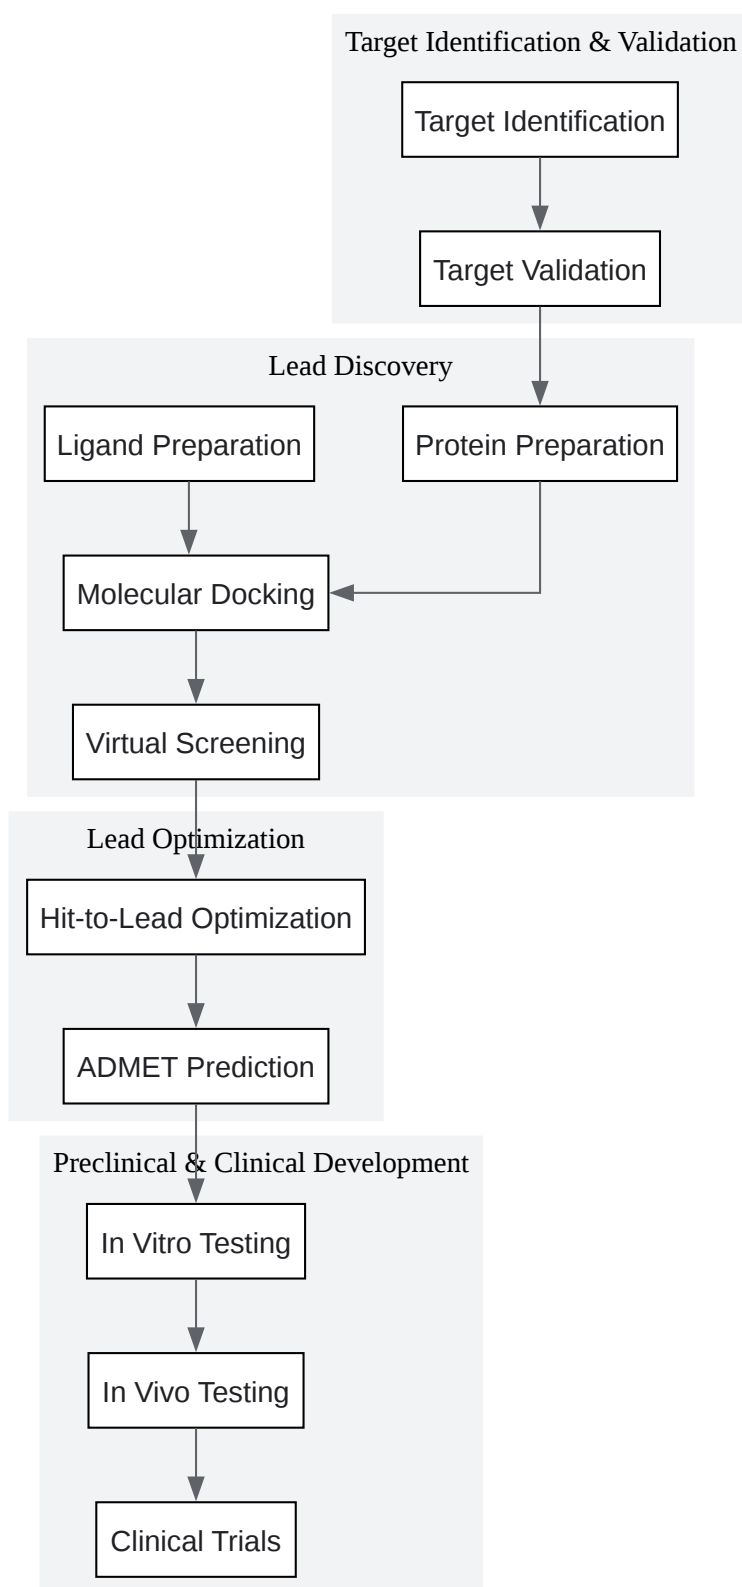 Target Identification & Validation
Target Identification
Target Validation
Lead Discovery
Ligand Preparation
Protein Preparation
Molecular Docking
Virtual Screening
Lead Optimization
Hit-to-Lead Optimization
ADMET Prediction
Preclinical & Clinical Development
In Vitro Testing
In Vivo Testing
Clinical Trials